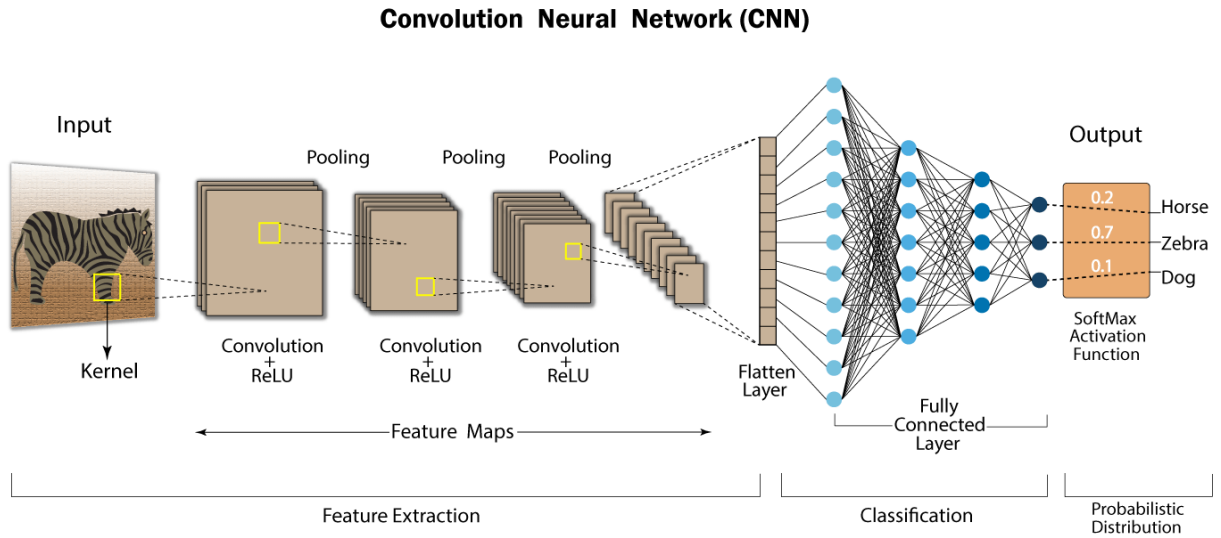 Convolution Neural Network (CNN)
Input
Kernel
Pooling
Pooling
Pooling
Convolution
+
ReLU
Convolution
+
ReLU
Convolution
+
ReLU
Feature Maps
Flatten
Layer
Fully
Connected
Layer
Output
0.2
Horse
0.7
Zebra
0.1
Dog
SoftMax
Activation
Function
Feature Extraction
Classification
Probabilistic
Distribution